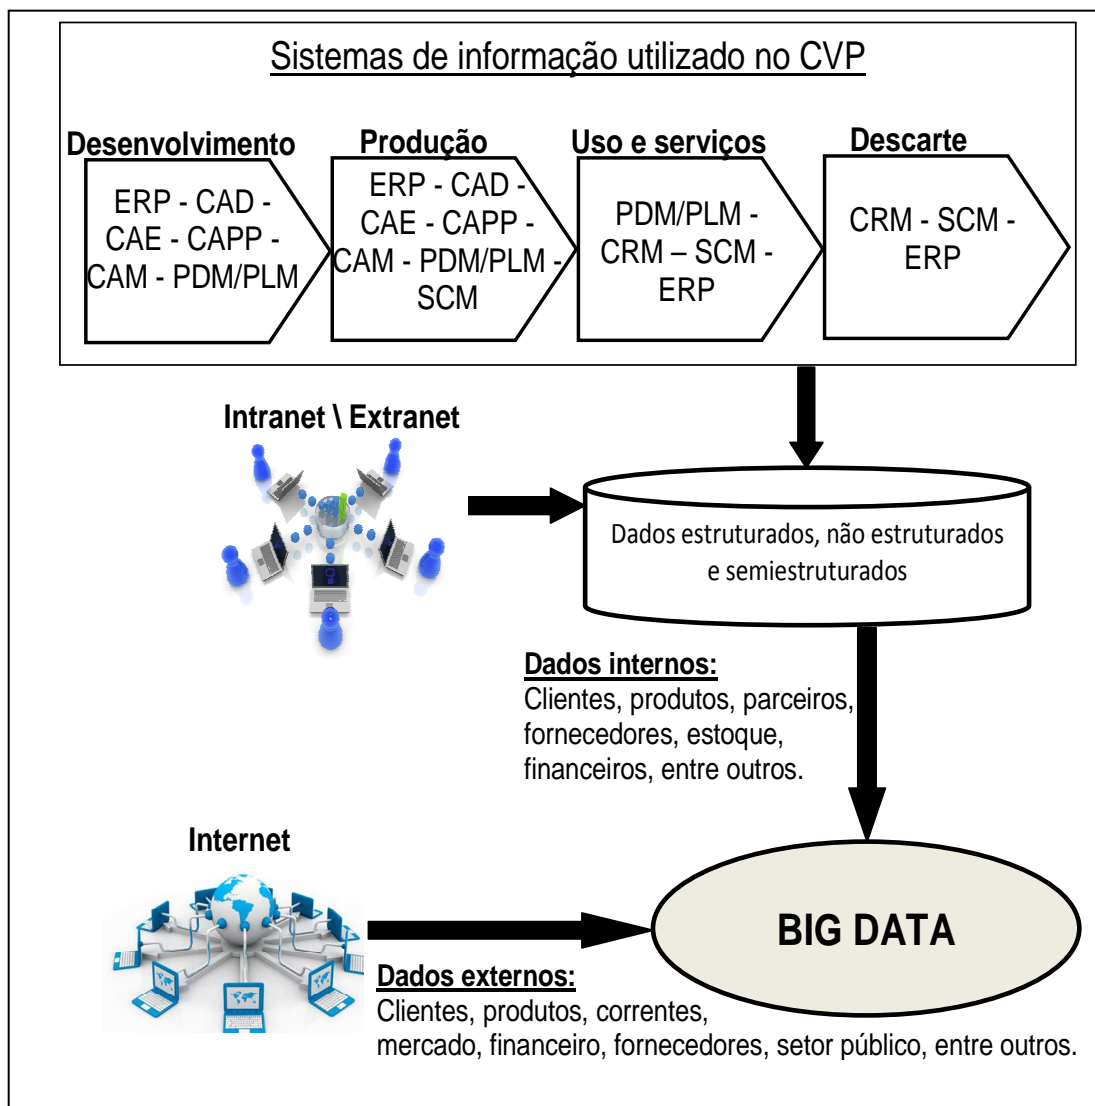 Sistemas de informação utilizado no CVP
Desenvolvimento
ERP - CAD -
CAE - CAPP -
CAM - PDM/PLM
Produção
ERP - CAD -
CAE - CAPP -
CAM - PDM/PLM -
SCM
Uso e serviços
PDM/PLM -
CRM – SCM -
ERP
Descarte
CRM - SCM -
ERP
Intranet \ Extranet
Dados estruturados, não estruturados
e semiestruturados
Dados internos:
Clientes, produtos, parceiros,
fornecedores, estoque,
financeiros, entre outros.
Internet
BIG DATA
Dados externos:
Clientes, produtos, correntes,
mercado, financeiro, fornecedores, setor público, entre outros.